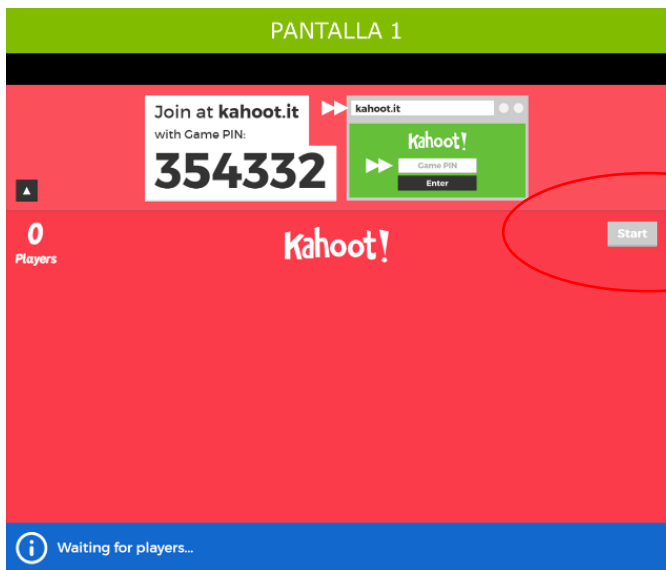 PANTALLA 1
Join at kahoot.it
with Game PIN:
354332
kahoot.it
Kahoot!
Game PIN
Enter
0
Players
Kahoot!
Start
Waiting for players...